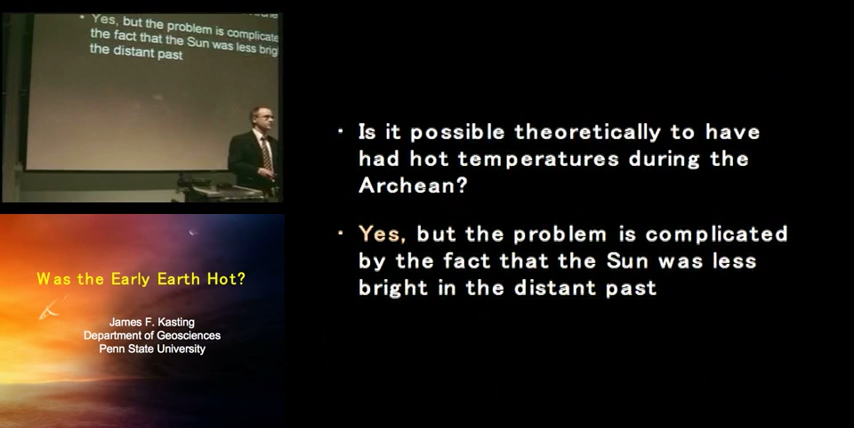 Yes, but the problem is complicate
the fact that the Sun was less brig
the distant past
Was the Early Earth Hot?
James F. Kasting
Department of Geosciences
Penn State University
· Is it possible theoretically to have
had hot temperatures during the
Archean?
· Yes, but the problem is complicated
by the fact that the Sun was less
bright in the distant past